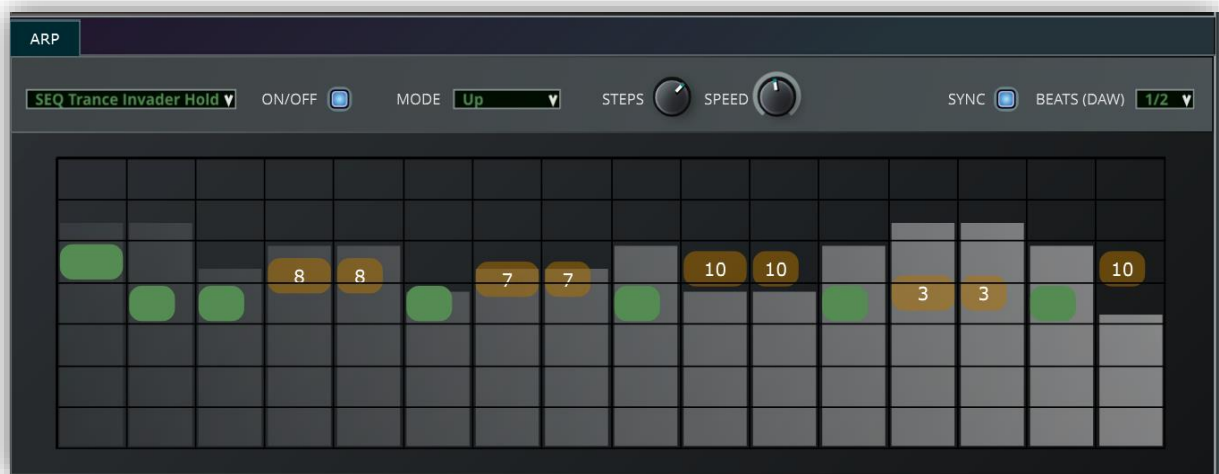 ARP
SEQ Trance Invader Hold ON/OFF MODE Up STEPS SPEED SYNC BEATS (DAW) 1/2
8 8 7 7 10 10 3 3 10